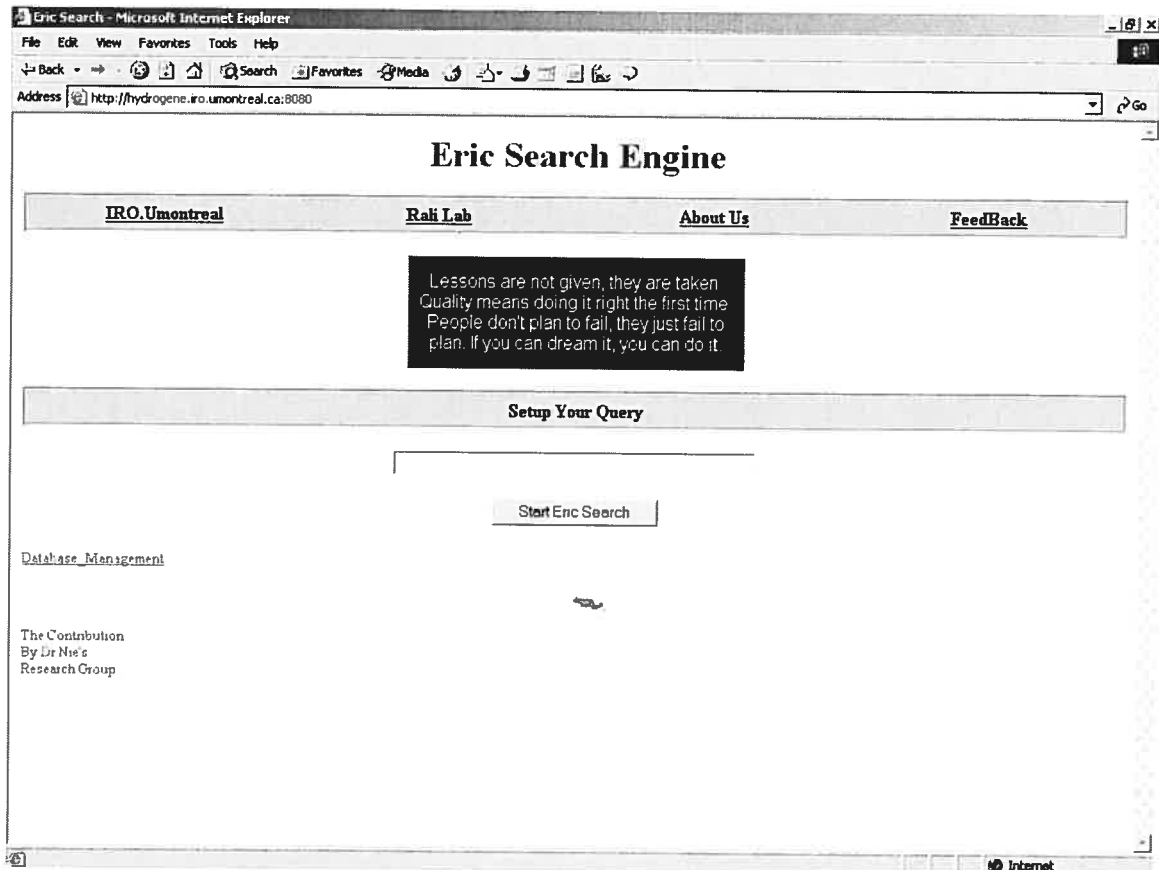 Eric Search - Microsoft Internet Explorer
File Edit View Favorites Tools Help
Back Search Favorites Media
Address http://hydrogene.iro.umontreal.ca:8080 Go
Eric Search Engine
IRO.Umontreal Rali Lab About Us FeedBack
Lessons are not given, they are taken
Quality means doing it right the first time
People don't plan to fail, they just fail to
plan. If you can dream it, you can do it.
Setup Your Query
Start Eric Search
Database_Management
The Contribution
By Dr Nie's
Research Group
Internet